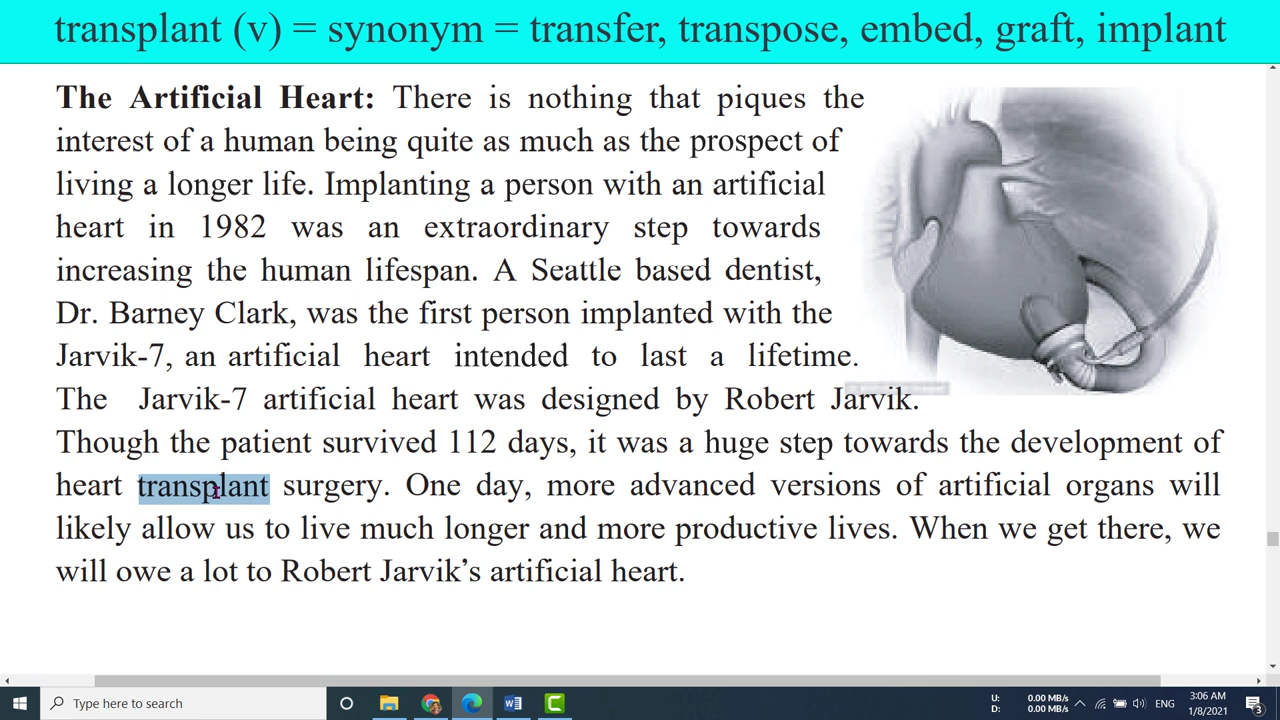 transplant (v) = synonym = transfer, transpose, embed, graft, implant
The Artificial Heart: There is nothing that piques the
interest of a human being quite as much as the prospect of
living a longer life. Implanting a person with an artificial
heart in 1982 was an extraordinary step towards
increasing the human lifespan. A Seattle based dentist,
Dr. Barney Clark, was the first person implanted with the
Jarvik-7, an artificial heart intended to last a lifetime.
The Jarvik-7 artificial heart was designed by Robert Jarvik.
Though the patient survived 112 days, it was a huge step towards the development of
heart transplant surgery. One day, more advanced versions of artificial organs will
likely allow us to live much longer and more productive lives. When we get there, we
will owe a lot to Robert Jarvik’s artificial heart.
Type here to search
U: 0.00 MB/s
D: 0.00 MB/s
ENG
3:06 AM
1/8/2021
3